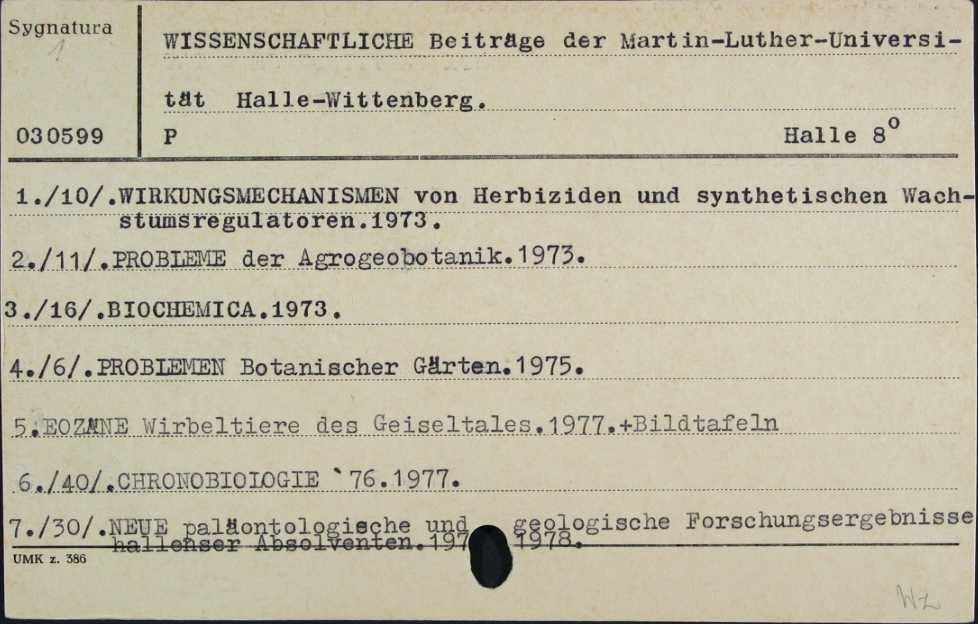 Sygnatura
1
WISSENSCHAFTLICHE Beiträge der Martin-Luther-Universi-
tät Halle-Wittenberg.
030599 P Halle 8°
1./10/.WIRKUNGSMECHANISMEN von Herbiziden und synthetischen Wach-
stumsregulatoren.1973.
2./11/.PROBLEME der Agrogeobotanik.1973.
3./16/.BIOCHEMICA.1973.
4./6/.PROBLEMEN Botanischer Gärten.1975.
5.EOZÄNE Wirbeltiere des Geiseltales.1977.+Bildtafeln
6./40/.CHRONOBIOLOGIE `76.1977.
7./30/.NEUE paläontologische und geologische Forschungsergebnisse
hallenser Absolventen.197 1978.
UMK z. 386
WZ